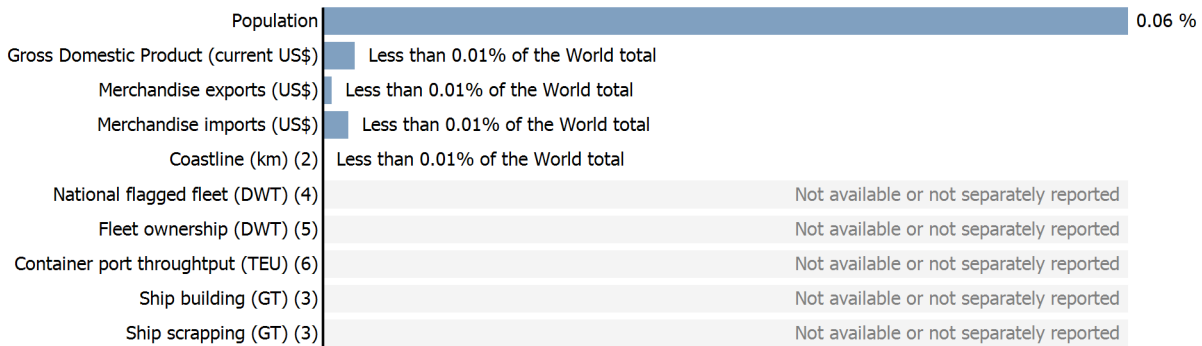 Population 0.06 %
Gross Domestic Product (current US$) Less than 0.01% of the World total
Merchandise exports (US$) Less than 0.01% of the World total
Merchandise imports (US$) Less than 0.01% of the World total
Coastline (km) (2) Less than 0.01% of the World total
National flagged fleet (DWT) (4) Not available or not separately reported
Fleet ownership (DWT) (5) Not available or not separately reported
Container port throughtput (TEU) (6) Not available or not separately reported
Ship building (GT) (3) Not available or not separately reported
Ship scrapping (GT) (3) Not available or not separately reported